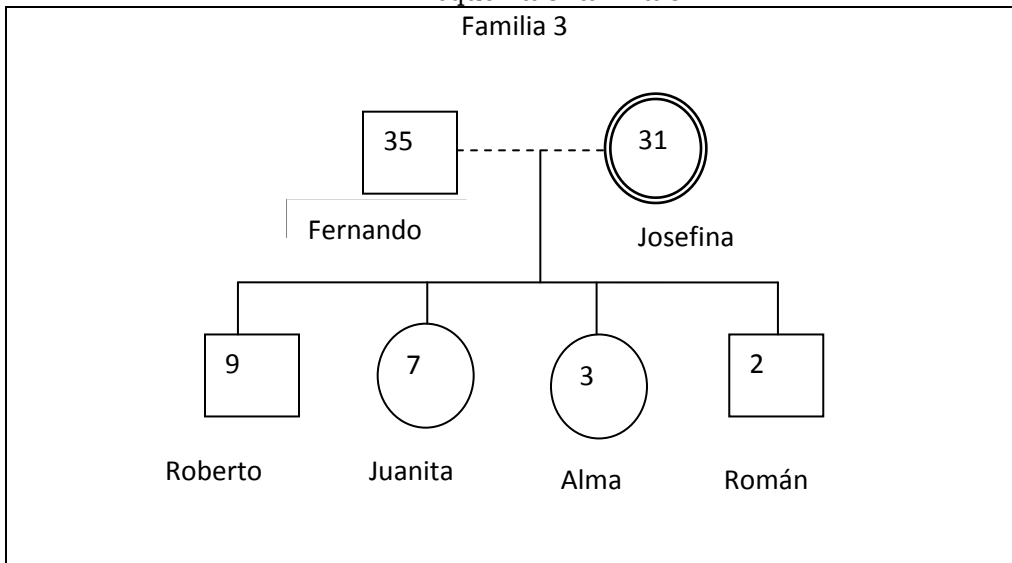 Familia 3
35
31
Fernando
Josefina
9
7
3
2
Roberto
Juanita
Alma
Román